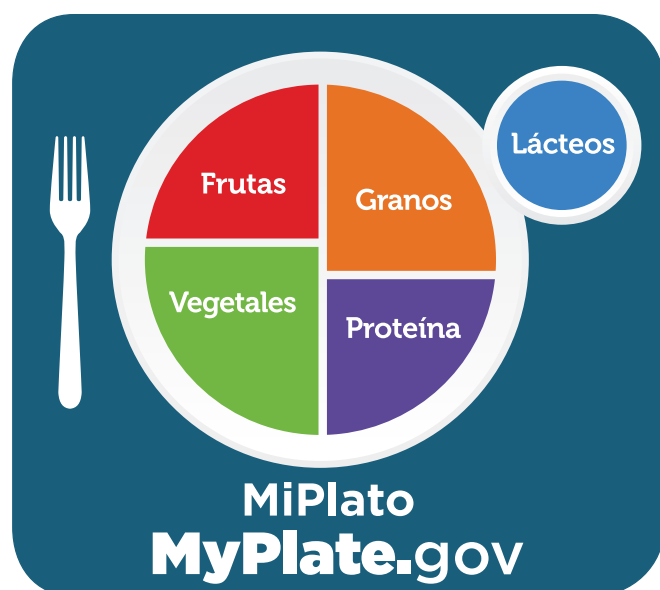 Frutas
Granos
Lácteos
Vegetales
Proteína
MiPlato
MyPlate.gov